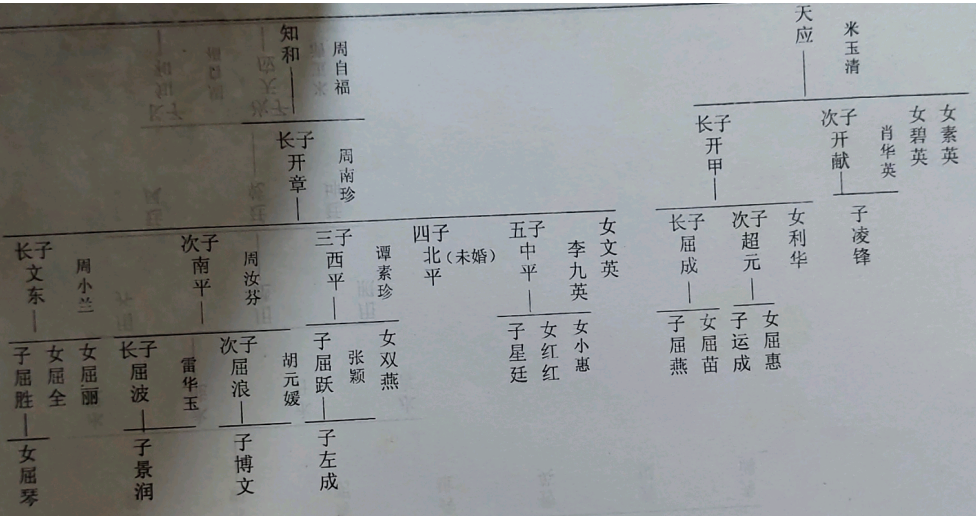 知和
周自福
天应
米玉清
长子开章
周南珍
长子开甲
次子开献
肖华英
女碧英
女素英
长子文东
周小兰
次子南平
周汝芬
三子西平
谭素珍
四子北平(未婚)
五子中平
李九英
女文英
长子屈成
次子超元
女利华
子凌锋
子屈胜
女屈全
女屈丽
长子屈波
雷华玉
次子屈浪
胡元媛
子屈跃
张颖
女双燕
子星廷
女红红
女小惠
子屈燕
女屈苗
子运成
女屈惠
女屈琴
子景润
子博文
子左成